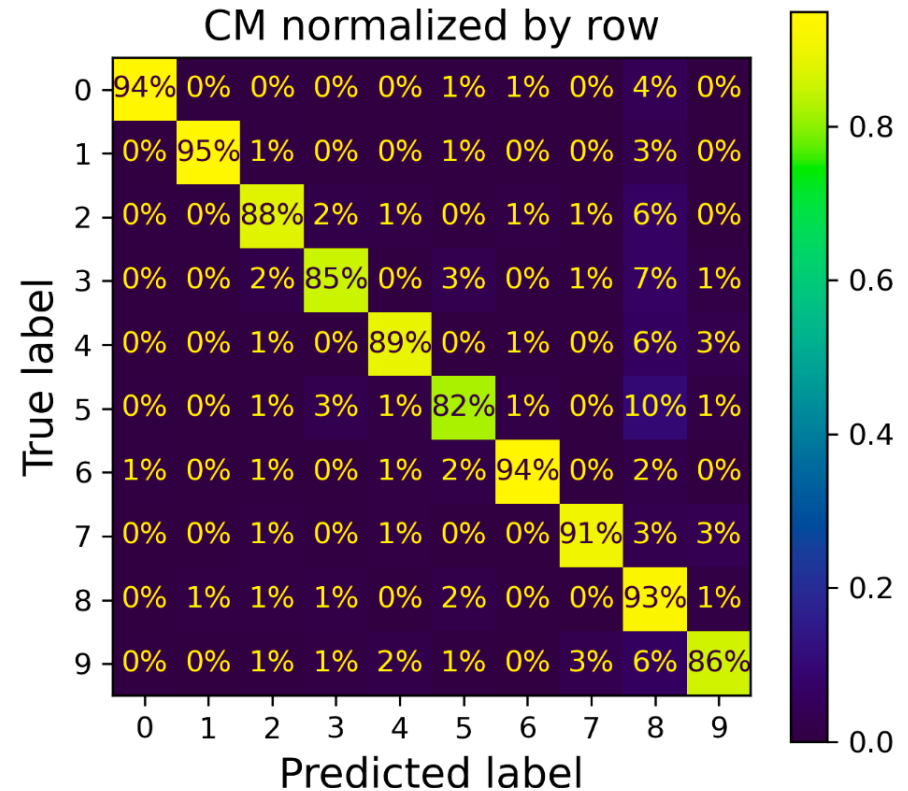 CM normalized by row
True label
0 94% 0% 0% 0% 0% 1% 1% 0% 4% 0%
1 0% 95% 1% 0% 0% 1% 0% 0% 3% 0%
2 0% 0% 88% 2% 1% 0% 1% 1% 6% 0%
3 0% 0% 2% 85% 0% 3% 0% 1% 7% 1%
4 0% 0% 1% 0% 89% 0% 1% 0% 6% 3%
5 0% 0% 1% 3% 1% 82% 1% 0% 10% 1%
6 1% 0% 1% 0% 1% 2% 94% 0% 2% 0%
7 0% 0% 1% 0% 1% 0% 0% 91% 3% 3%
8 0% 1% 1% 1% 0% 2% 0% 0% 93% 1%
9 0% 0% 1% 1% 2% 1% 0% 3% 6% 86%
0 1 2 3 4 5 6 7 8 9
Predicted label
0.8
0.6
0.4
0.2
0.0